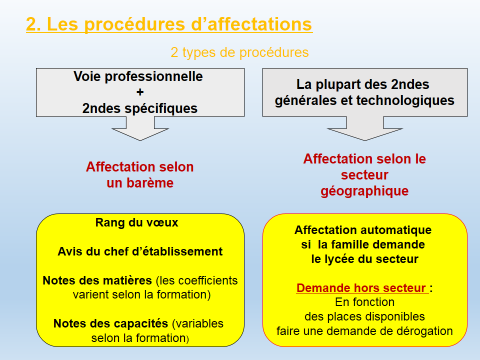 2. Les procédures d'affectations
2 types de procédures
Voie professionnelle
+
2ndes spécifiques
Affectation selon
un barème
Rang du vœux
Avis du chef d'établissement
Notes des matières (les coefficients
varient selon la formation)
Notes des capacités (variables
selon la formation)
La plupart des 2ndes
générales et technologiques
Affectation selon le
secteur
géographique
Affectation automatique
si la famille demande
le lycée du secteur
Demande hors secteur :
En fonction
des places disponibles
faire une demande de dérogation